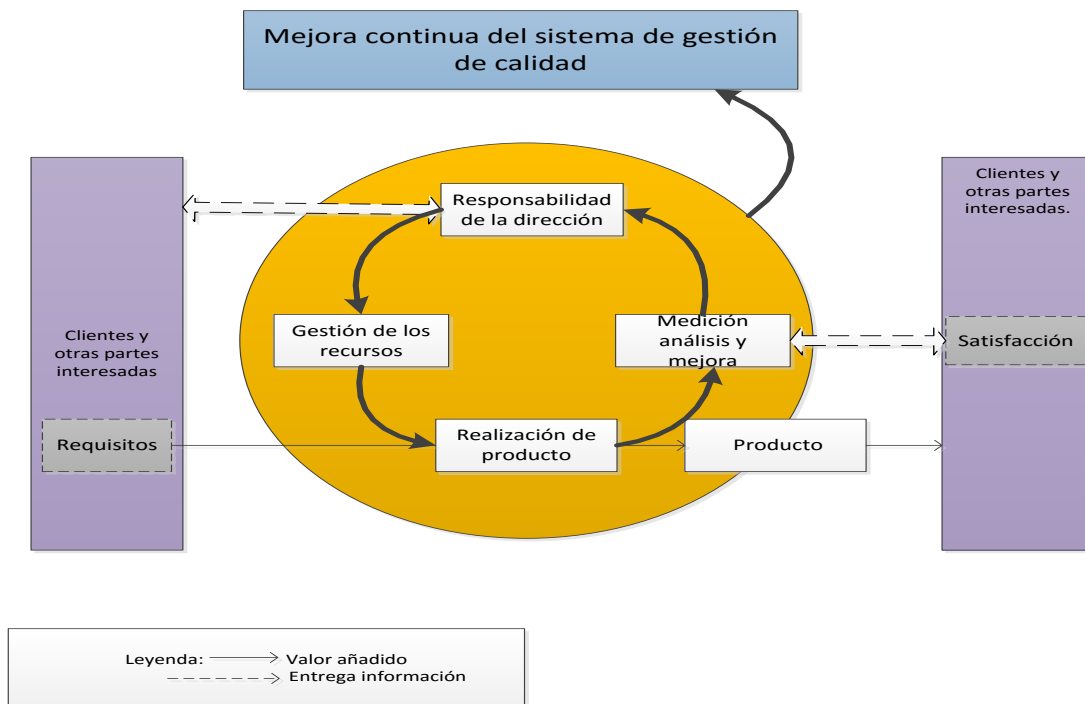 Mejora continua del sistema de gestión
de calidad
Clientes y
otras partes
interesadas.
Responsabilidad
de la dirección
Gestión de los
recursos
Medición
análisis y
mejora
Satisfacción
Clientes y
otras partes
interesadas
Requisitos
Realización de
producto
Producto
Leyenda: Valor añadido
Entrega información